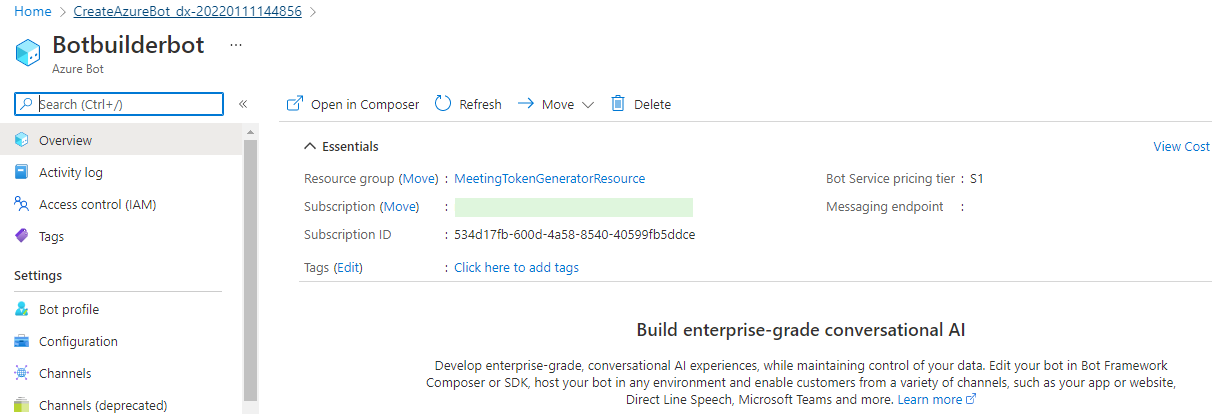 Home > CreateAzureBot_dx-20220111144856 >
Botbuilderbot ...
Azure Bot
Search (Ctrl+/) «
Open in Composer Refresh Move Delete
Overview
Activity log
Access control (IAM)
Tags
Settings
Bot profile
Configuration
Channels
Channels (deprecated)
Essentials View Cost
Resource group (Move) : MeetingTokenGeneratorResource Bot Service pricing tier : S1
Subscription (Move) : Messaging endpoint :
Subscription ID : 534d17fb-600d-4a58-8540-40599fb5ddce
Tags (Edit) : Click here to add tags
Build enterprise-grade conversational AI
Develop enterprise-grade, conversational AI experiences, while maintaining control of your data. Edit your bot in Bot Framework
Composer or SDK, host your bot in any environment and enable customers from a variety of channels, such as your app or website,
Direct Line Speech, Microsoft Teams and more. Learn more